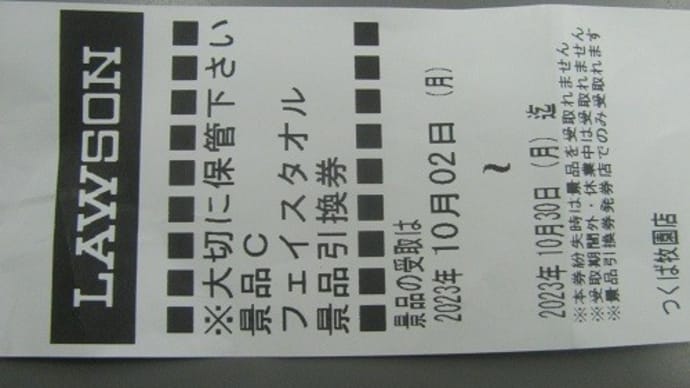 LAWSON
■■■■■■■■■■
※大切に保管下さい
景品C
フェイスタオル
景品引換券
■■■■■■■■■■
景品の受取は
2023年 10月02日 (月)
~
2023年 10月30日 (月) 迄
※本券紛失時は景品を受取れません
※受取期間外・休業中は受取れません
※景品引換券発券店でのみ受取れます
つくば牧園店